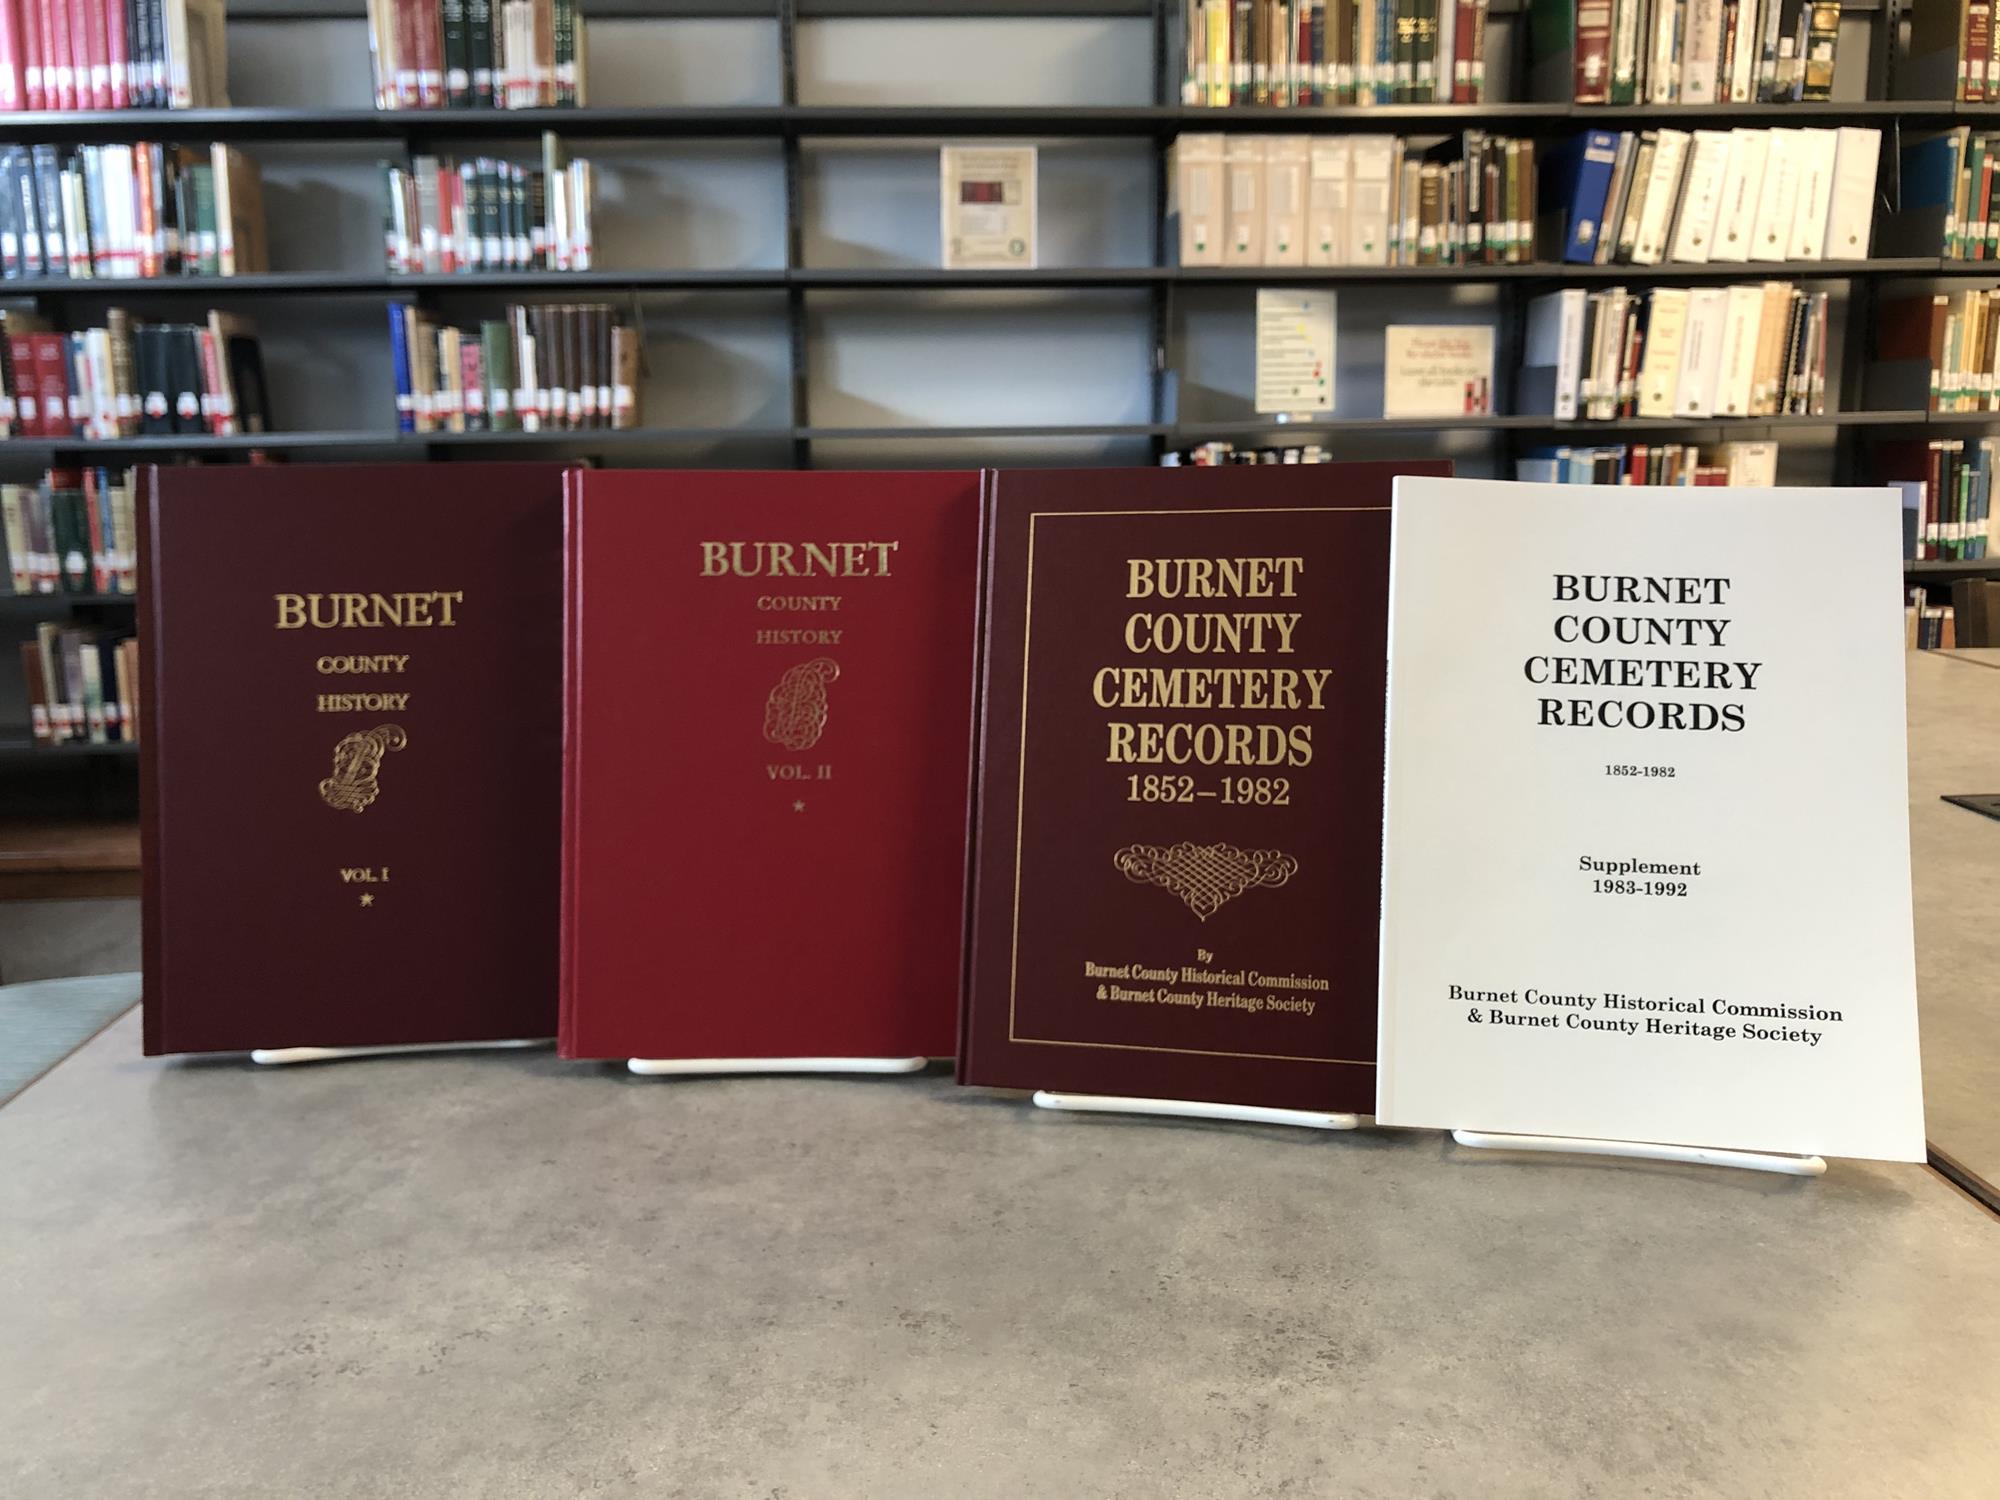 BURNET
COUNTY
HISTORY
VOL. I
BURNET
COUNTY
HISTORY
VOL. II
BURNET
COUNTY
CEMETERY
RECORDS
1852–1982
By
Burnet County Historical Commission
& Burnet County Heritage Society
BURNET
COUNTY
CEMETERY
RECORDS
1852-1982
Supplement
1983-1992
Burnet County Historical Commission
& Burnet County Heritage Society